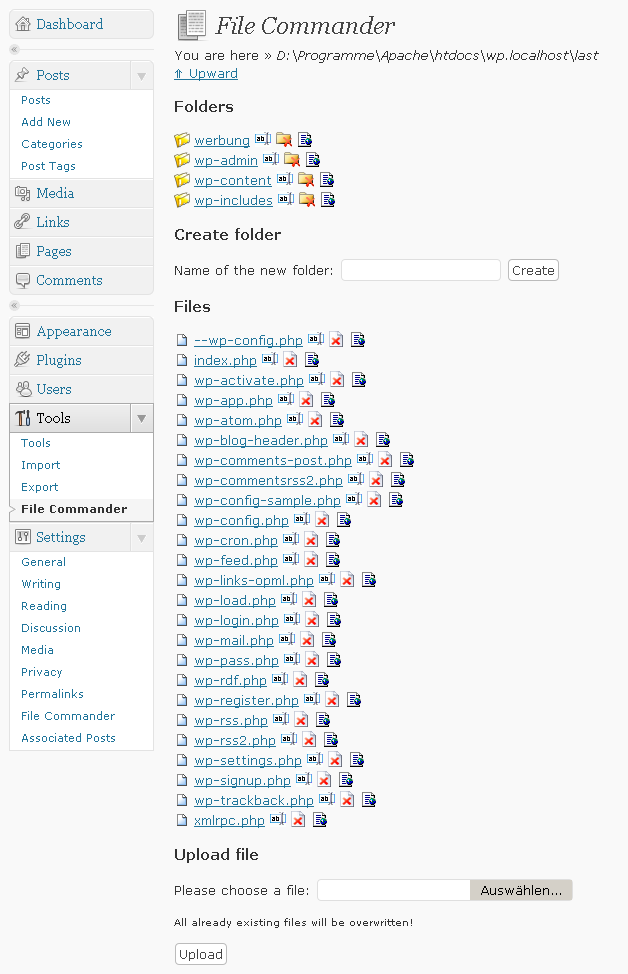 Dashboard
Posts
Posts
Add New
Categories
Post Tags
Media
Links
Pages
Comments
Appearance
Plugins
Users
Tools
Tools
Import
Export
File Commander
Settings
General
Writing
Reading
Discussion
Media
Privacy
Permalinks
File Commander
Associated Posts
File Commander
You are here » D:\Programme\Apache\htdocs\wp.localhost\last
⇑ Upward
Folders
werbung
wp-admin
wp-content
wp-includes
Create folder
Name of the new folder: Create
Files
--wp-config.php
index.php
wp-activate.php
wp-app.php
wp-atom.php
wp-blog-header.php
wp-comments-post.php
wp-commentsrss2.php
wp-config-sample.php
wp-config.php
wp-cron.php
wp-feed.php
wp-links-opml.php
wp-load.php
wp-login.php
wp-mail.php
wp-pass.php
wp-rdf.php
wp-register.php
wp-rss.php
wp-rss2.php
wp-settings.php
wp-signup.php
wp-trackback.php
xmlrpc.php
Upload file
Please choose a file: Auswählen...
All already existing files will be overwritten!
Upload